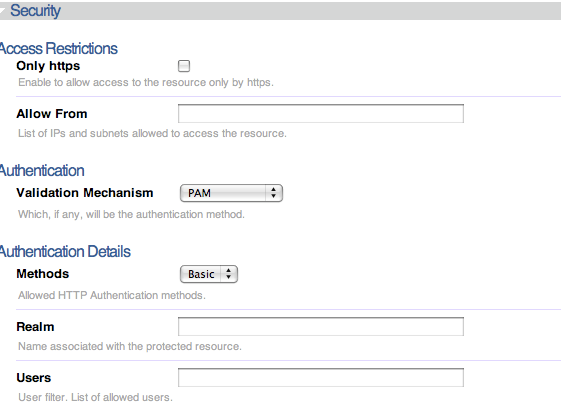 Security
Access Restrictions
Only https
Enable to allow access to the resource only by https.
Allow From
List of IPs and subnets allowed to access the resource.
Authentication
Validation Mechanism
PAM
Which, if any, will be the authentication method.
Authentication Details
Methods
Basic
Allowed HTTP Authentication methods.
Realm
Name associated with the protected resource.
Users
User filter. List of allowed users.